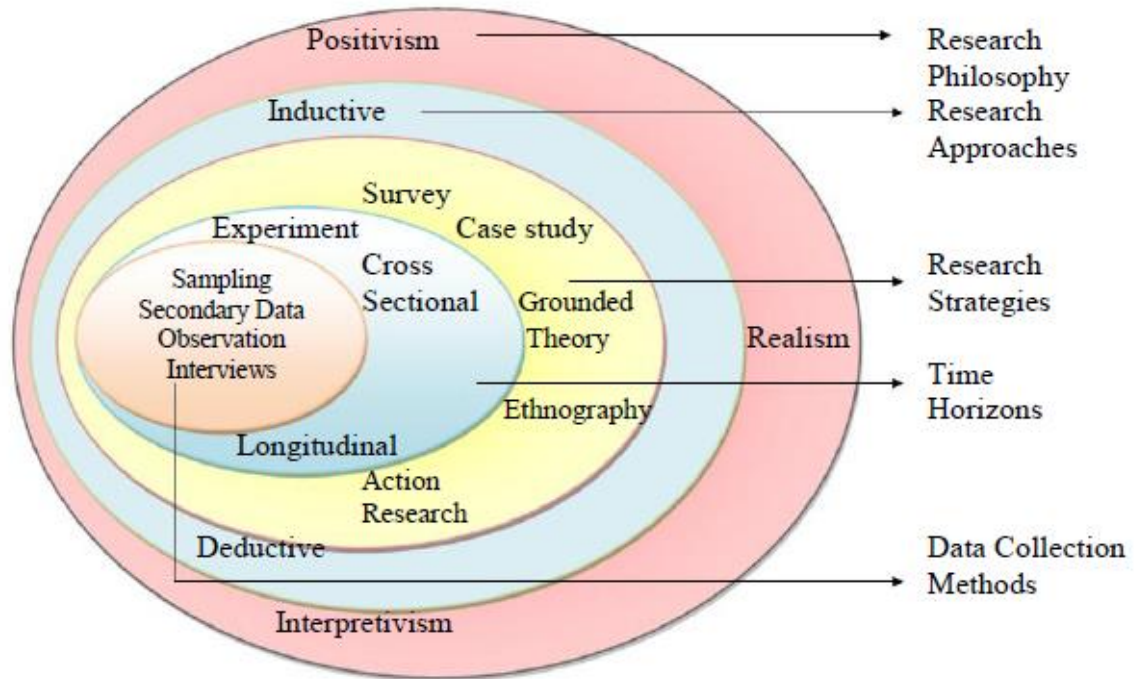 Positivism
Research
Philosophy
Inductive
Research
Approaches
Survey
Experiment
Case study
Cross
Sectional
Research
Strategies
Sampling
Secondary Data
Observation
Interviews
Grounded
Theory
Realism
Time
Horizons
Ethnography
Longitudinal
Action
Research
Deductive
Data Collection
Methods
Interpretivism